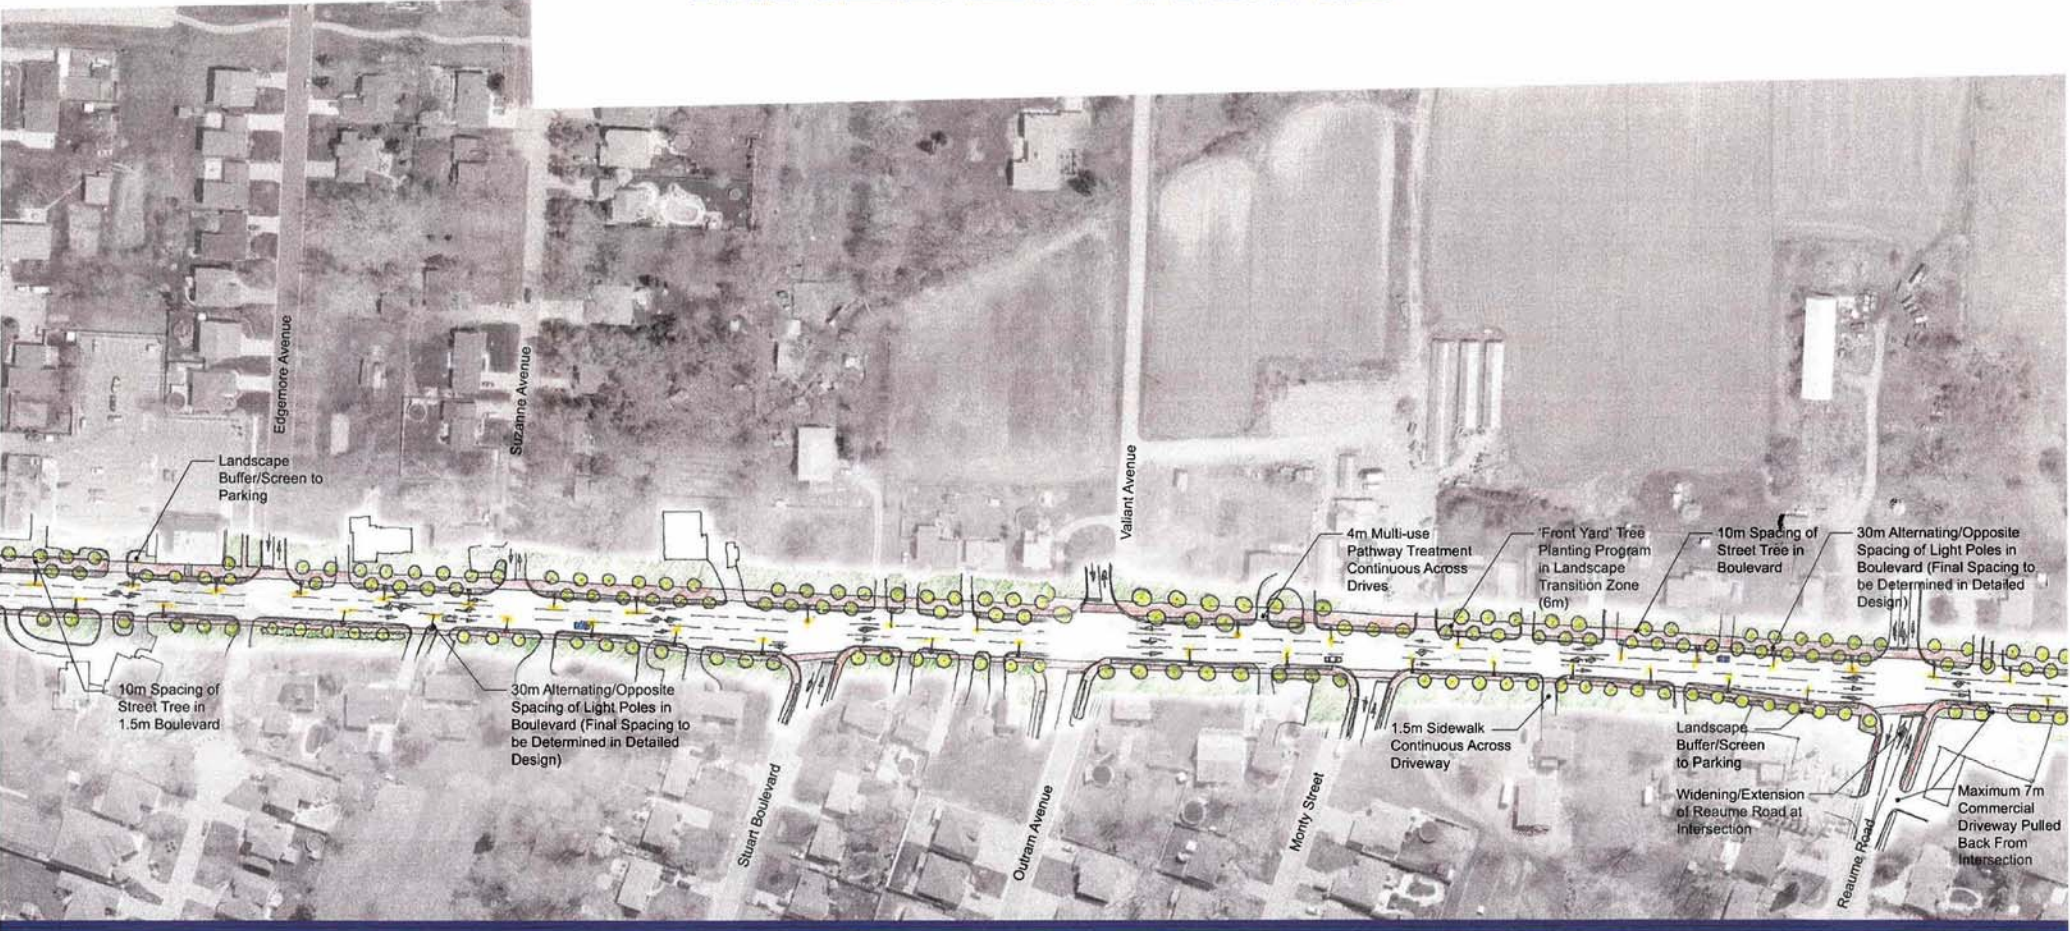 Edgemore Avenue
Suzanne Avenue
Valiant Avenue
Landscape
Buffer/Screen to
Parking
4m Multi-use
Pathway Treatment
Continuous Across
Drives
'Front Yard' Tree
Planting Program
in Landscape
Transition Zone
(6m)
10m Spacing of
Street Tree in
Boulevard
30m Alternating/Opposite
Spacing of Light Poles in
Boulevard (Final Spacing to
be Determined in Detailed
Design)
10m Spacing of
Street Tree in
1.5m Boulevard
30m Alternating/Opposite
Spacing of Light Poles in
Boulevard (Final Spacing to
be Determined in Detailed
Design)
Stuart Boulevard
Outram Avenue
Monty Street
1.5m Sidewalk
Continuous Across
Driveway
Landscape
Buffer/Screen
to Parking
Widening/Extension
of Reaume Road at
Intersection
Reaume Road
Maximum 7m
Commercial
Driveway Pulled
Back From
Intersection